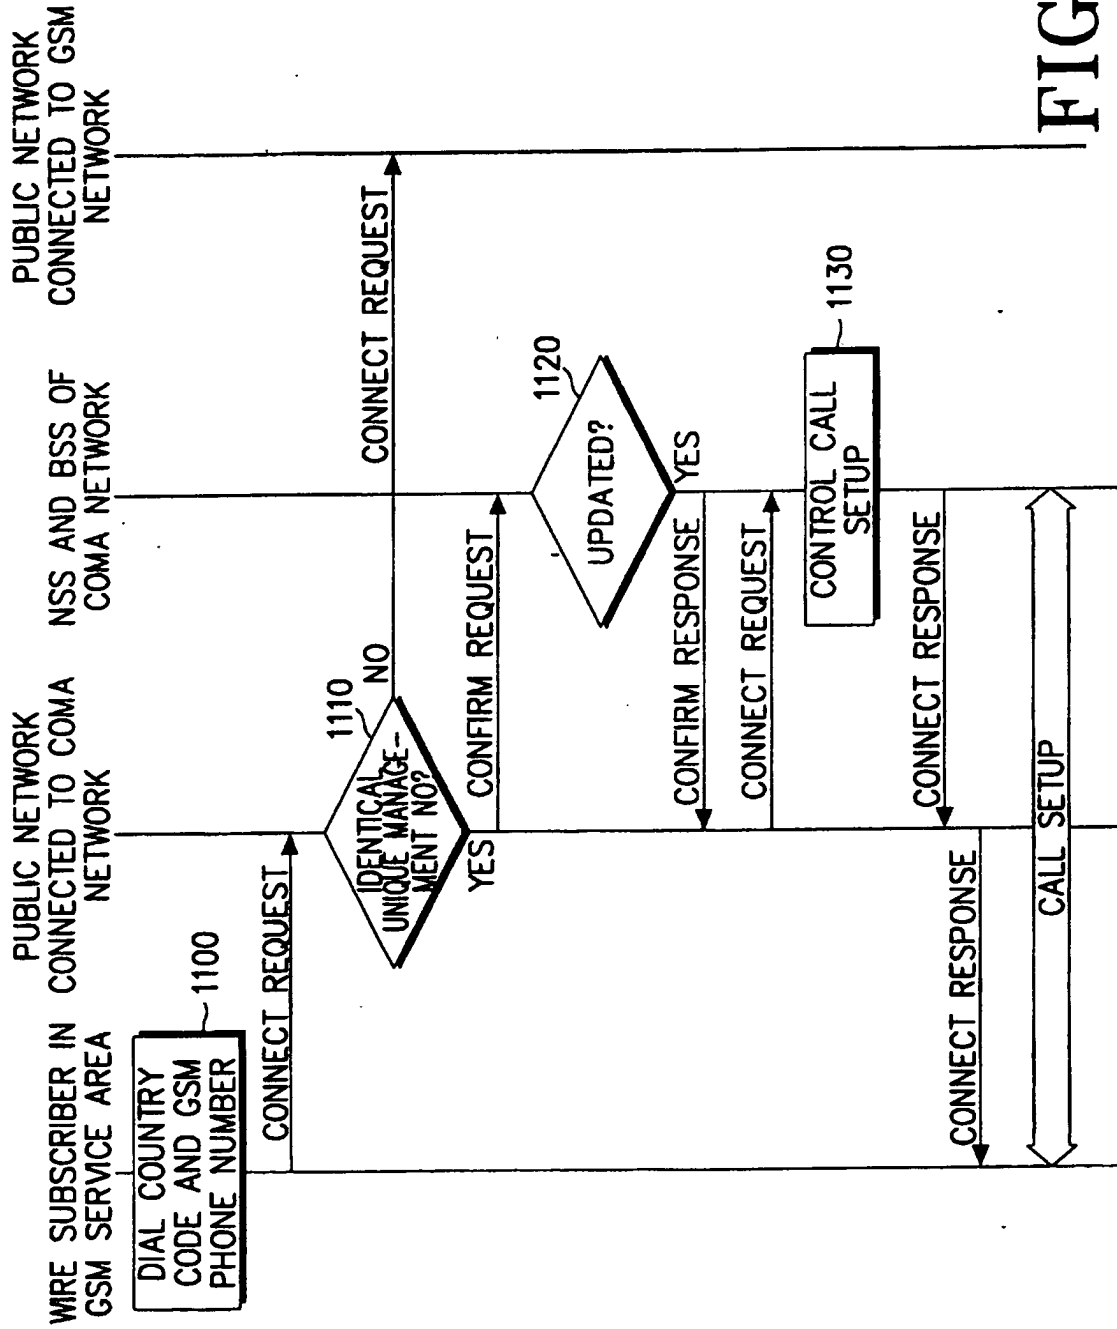 WIRE SUBSCRIBER IN
GSM SERVICE AREA
PUBLIC NETWORK
CONNECTED TO COMA
NETWORK
NSS AND BSS OF
COMA NETWORK
PUBLIC NETWORK
CONNECTED TO GSM
NETWORK
DIAL COUNTRY
CODE AND GSM
PHONE NUMBER
1100
CONNECT REQUEST
IDENTICAL
UNIQUE MANAGE-
MENT NO?
1110
NO
CONNECT REQUEST
YES
CONFIRM REQUEST
UPDATED?
1120
YES
CONFIRM RESPONSE
CONNECT REQUEST
CONTROL CALL
SETUP
1130
CONNECT RESPONSE
CONNECT RESPONSE
CALL SETUP
FIG